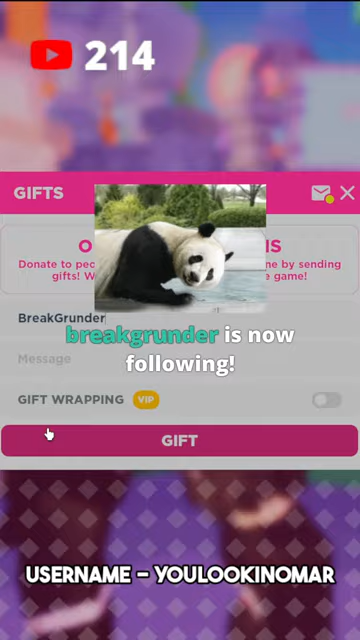 214
GIFTS
O
NS
Donate to peo
ne by sending
gifts! W
e game!
BreakGrunder
breakgrunder is now
following!
Message
GIFT WRAPPING VIP
GIFT
USERNAME - YOULOOKINOMAR